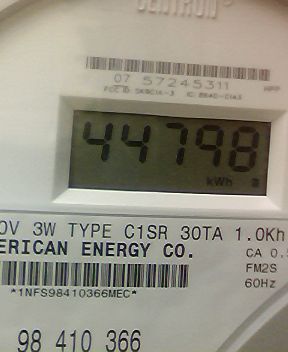 CENTRON®
07 57245311
44798
kWh
0V 3W TYPE C1SR 30TA 1.0Kh
ERICAN ENERGY CO.
CA 0.5
FM2S
60Hz
*1NFS98410366MEC*
98 410 366